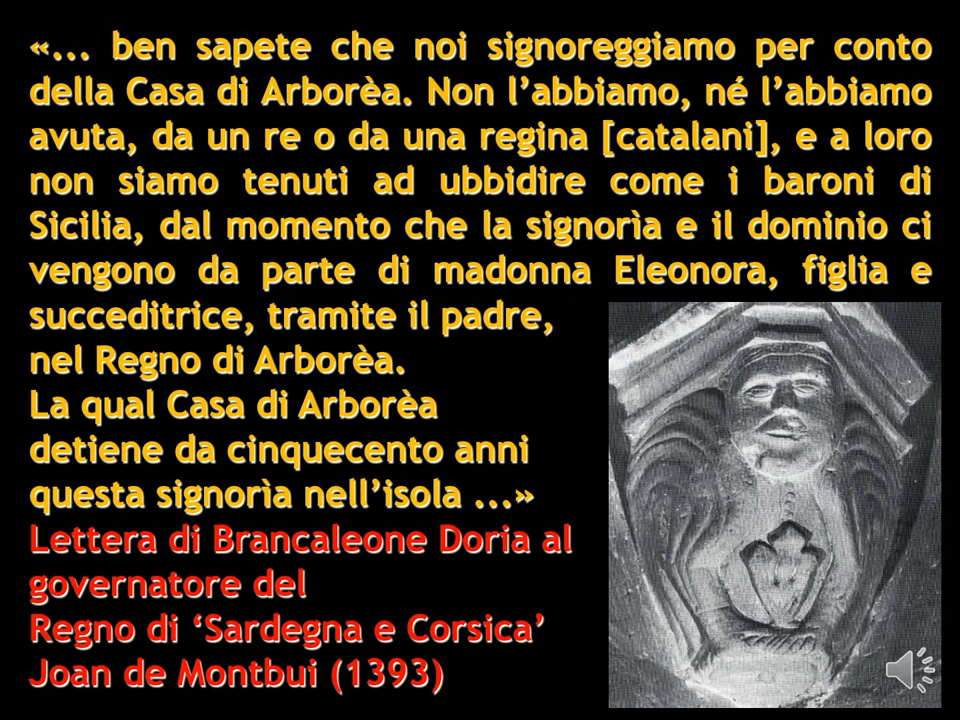 «... ben sapete che noi signoreggiamo per conto
della Casa di Arborèa. Non l’abbiamo, né l’abbiamo
avuta, da un re o da una regina [catalani], e a loro
non siamo tenuti ad ubbidire come i baroni di
Sicilia, dal momento che la signorìa e il dominio ci
vengono da parte di madonna Eleonora, figlia e
succeditrice, tramite il padre,
nel Regno di Arborèa.
La qual Casa di Arborèa
detiene da cinquecento anni
questa signorìa nell’isola ...»
Lettera di Brancaleone Doria al
governatore del
Regno di ‘Sardegna e Corsica’
Joan de Montbui (1393)